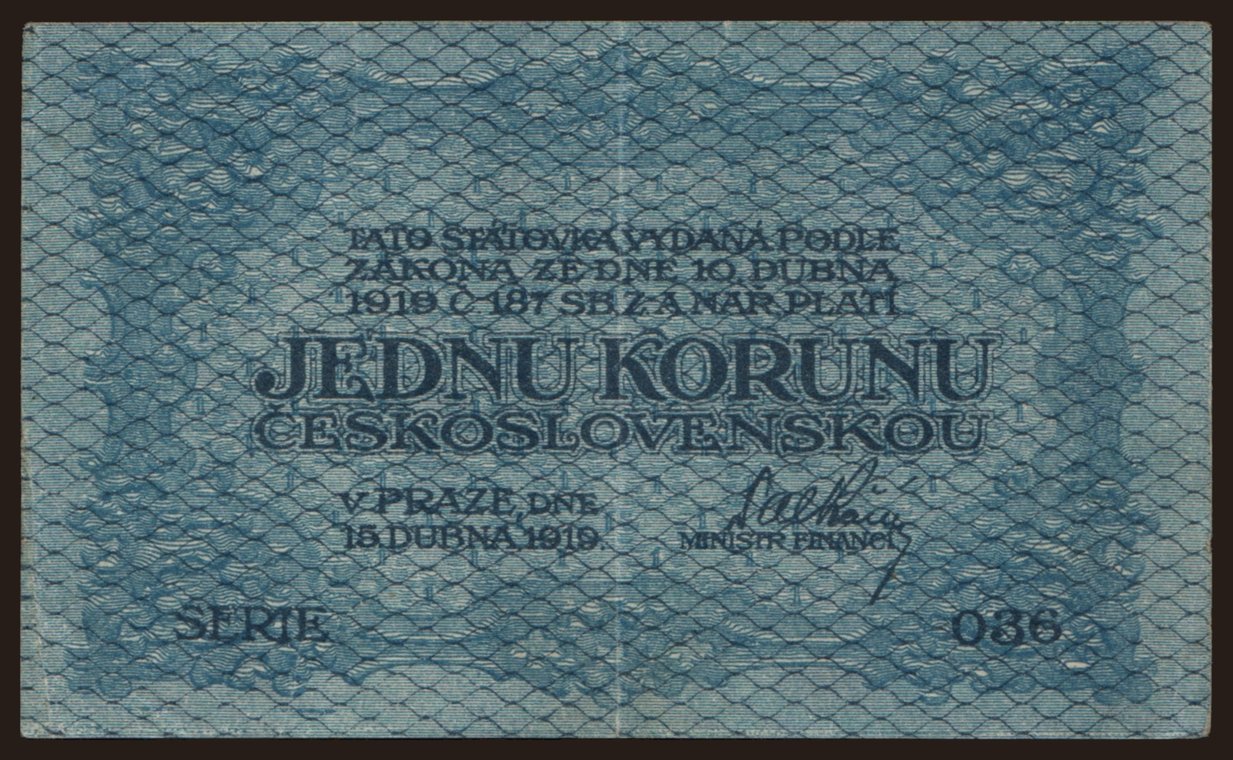 TATO STÁTOVKA VYDANÁ PODLE
ZÁKONA ZE DNE 10. DUBNA
1919 Č 187 SB. Z. A NAŘ. PLATÍ
JEDNU KORUNU
ČESKOSLOVENSKOU
V PRAZE, DNE
15. DUBNA 1919.
MINISTR FINANCÍ
SERIE 036